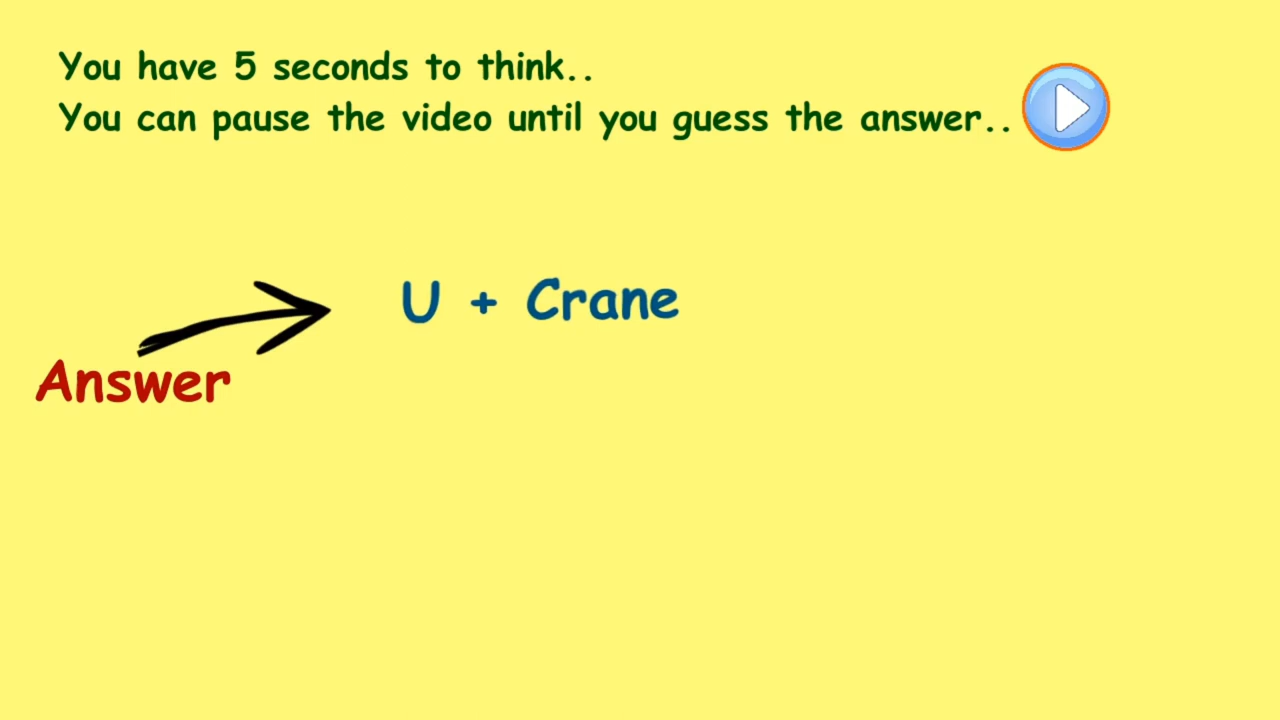 You have 5 seconds to think..
You can pause the video until you guess the answer..
U + Crane
Answer